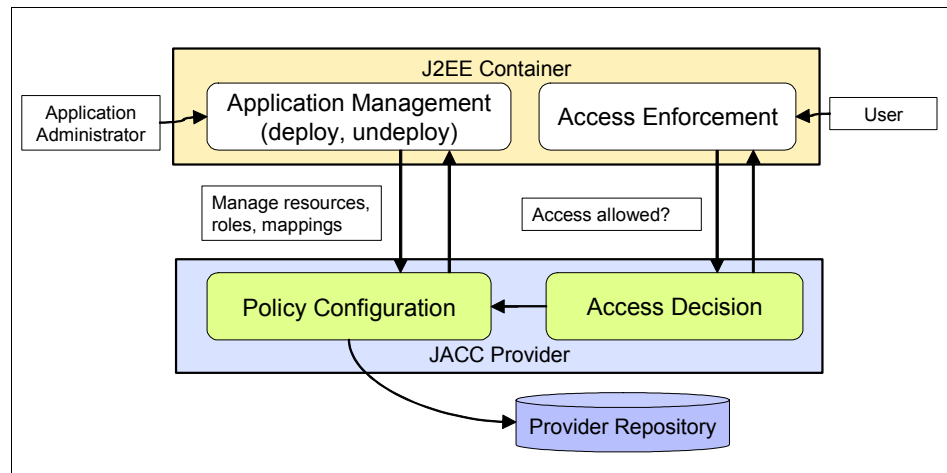 J2EE Container
Application
Administrator
Application Management
(deploy, undeploy)
Access Enforcement
User
Manage resources,
roles, mappings
Access allowed?
Policy Configuration
Access Decision
JACC Provider
Provider Repository